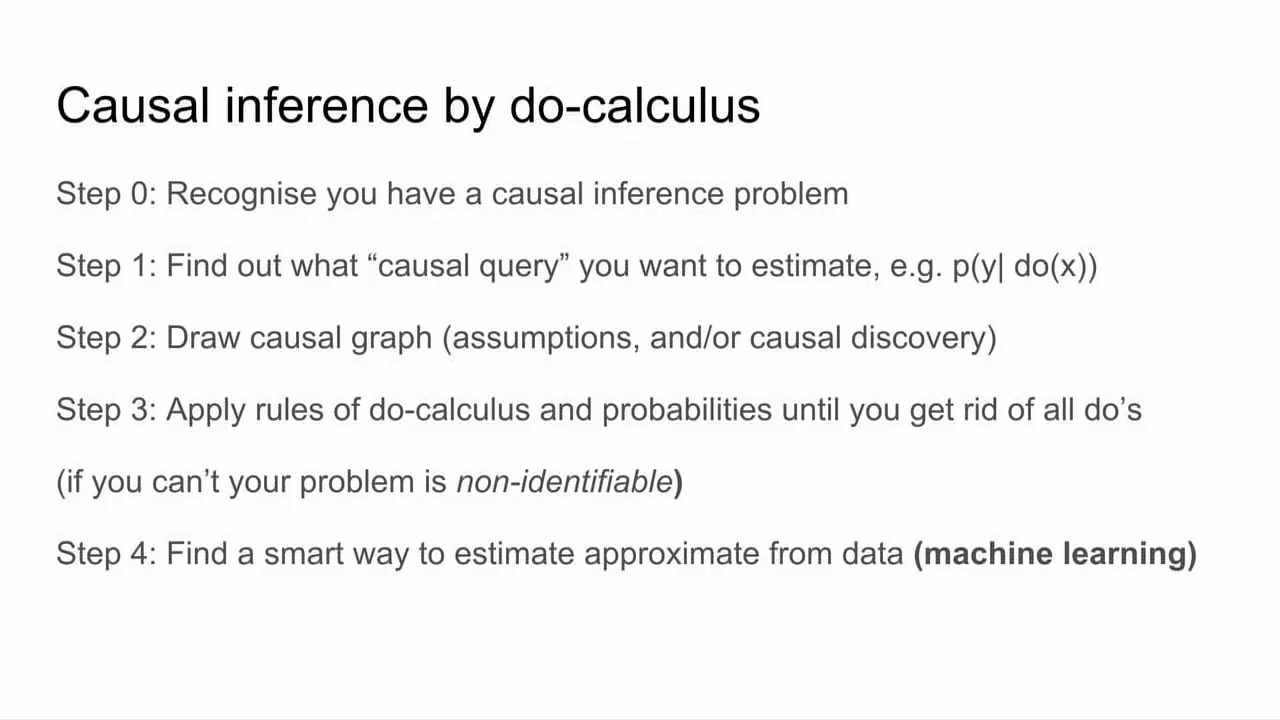 Causal inference by do-calculus
Step 0: Recognise you have a causal inference problem
Step 1: Find out what “causal query” you want to estimate, e.g. p(y| do(x))
Step 2: Draw causal graph (assumptions, and/or causal discovery)
Step 3: Apply rules of do-calculus and probabilities until you get rid of all do’s
(if you can’t your problem is non-identifiable)
Step 4: Find a smart way to estimate approximate from data (machine learning)